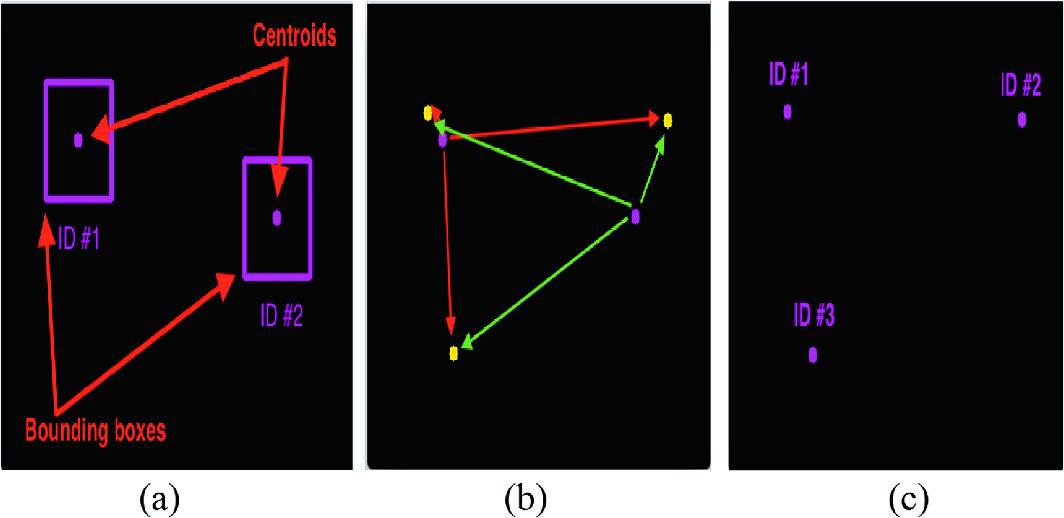 Centroids
ID #1
ID #2
Bounding boxes
ID #1
ID #2
ID #3
(a)
(b)
(c)